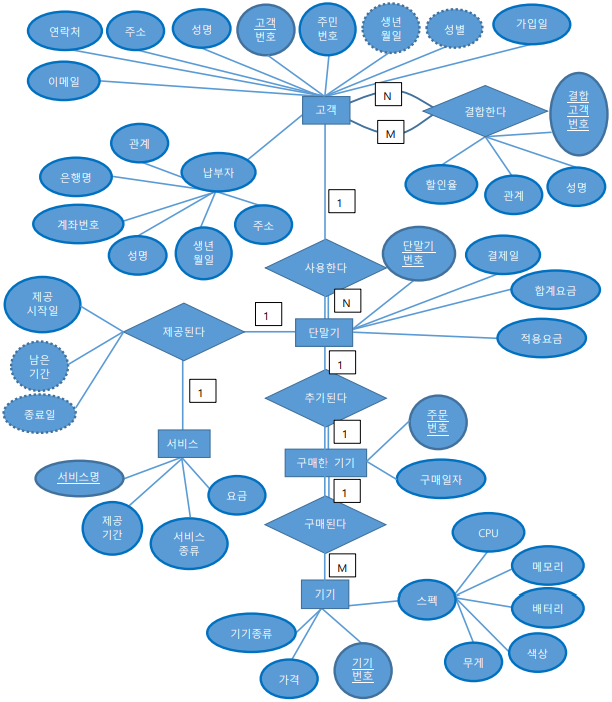 연락처
주소
성명
고객
번호
주민
번호
생년
월일
성별
가입일
이메일
고객
N
M
결합한다
결합
고객
번호
관계
은행명
납부자
계좌번호
성명
생년
월일
주소
할인율
관계
성명
1
사용한다
단말기
번호
결제일
합계요금
적용요금
N
제공
시작일
남은
기간
종료일
제공된다
1
단말기
1
1
추기된다
1
서비스
서비스명
제공
기간
서비스
종류
요금
구매한 기기
주문
번호
구매일자
1
구매된다
M
기기
기기종류
가격
기기
번호
스펙
CPU
메모리
배터리
색상
무게